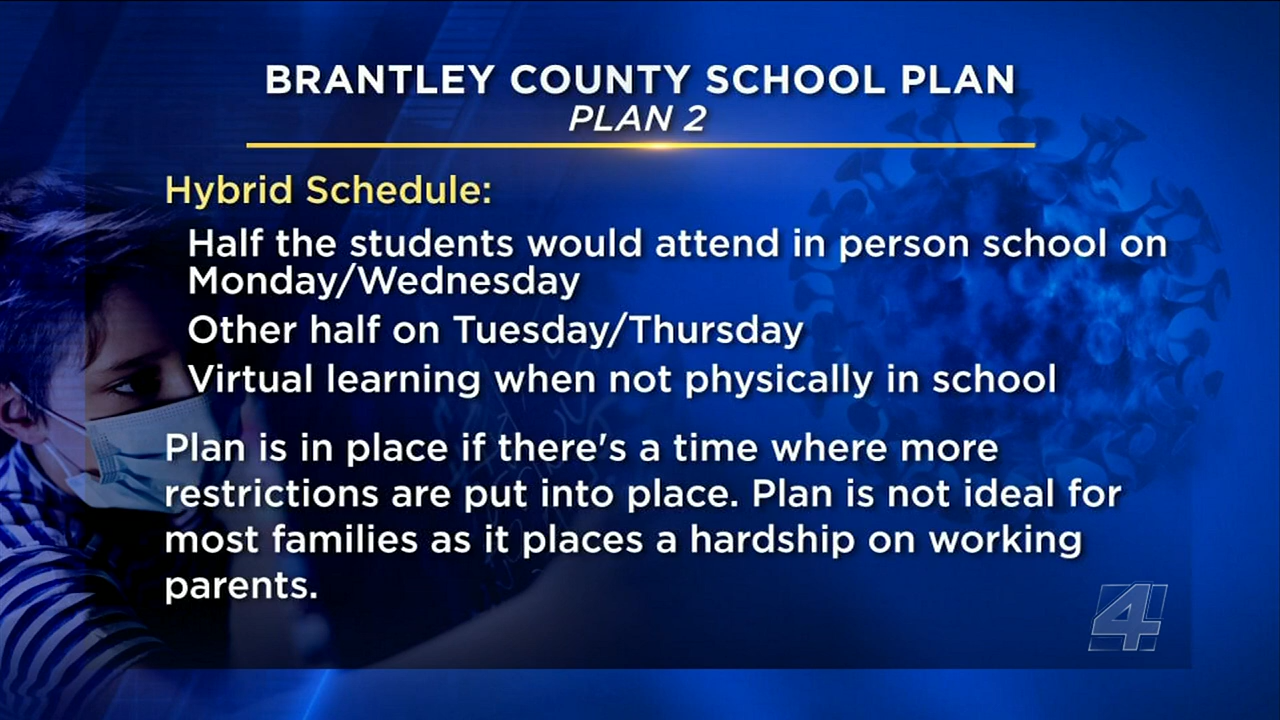 BRANTLEY COUNTY SCHOOL PLAN
PLAN 2
Hybrid Schedule:
Half the students would attend in person school on
Monday/Wednesday
Other half on Tuesday/Thursday
Virtual learning when not physically in school
Plan is in place if there's a time where more
restrictions are put into place. Plan is not ideal for
most families as it places a hardship on working
parents.
4